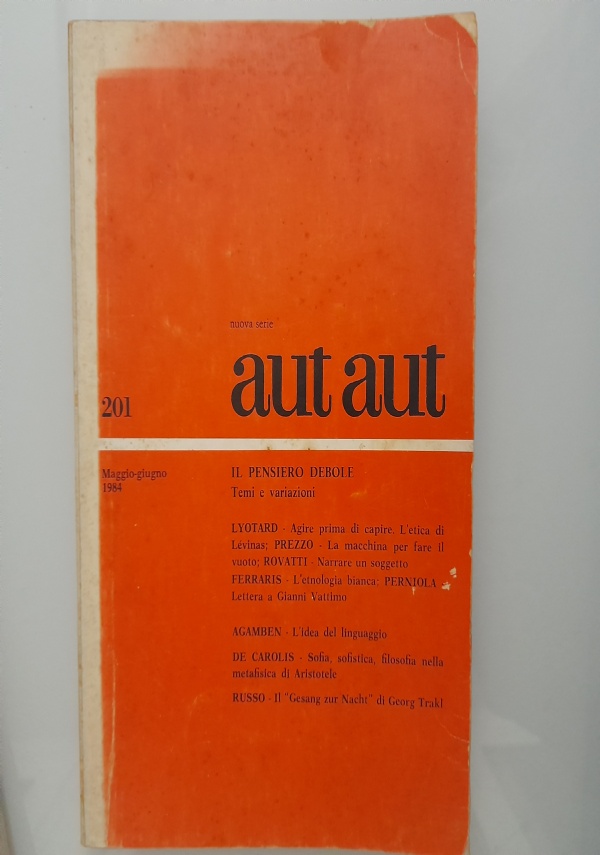 nuova serie
aut aut
201
Maggio-giugno
1984
IL PENSIERO DEBOLE
Temi e variazioni
LYOTARD - Agire prima di capire. L'etica di
Lévinas; PREZZO - La macchina per fare il
vuoto; ROVATTI - Narrare un soggetto
FERRARIS - L'etnologia bianca; PERNIOLA -
Lettera a Gianni Vattimo
AGAMBEN - L'idea del linguaggio
DE CAROLIS - Sofia, sofistica, filosofia nella
metafisica di Aristotele
RUSSO - Il "Gesang zur Nacht" di Georg Trakl